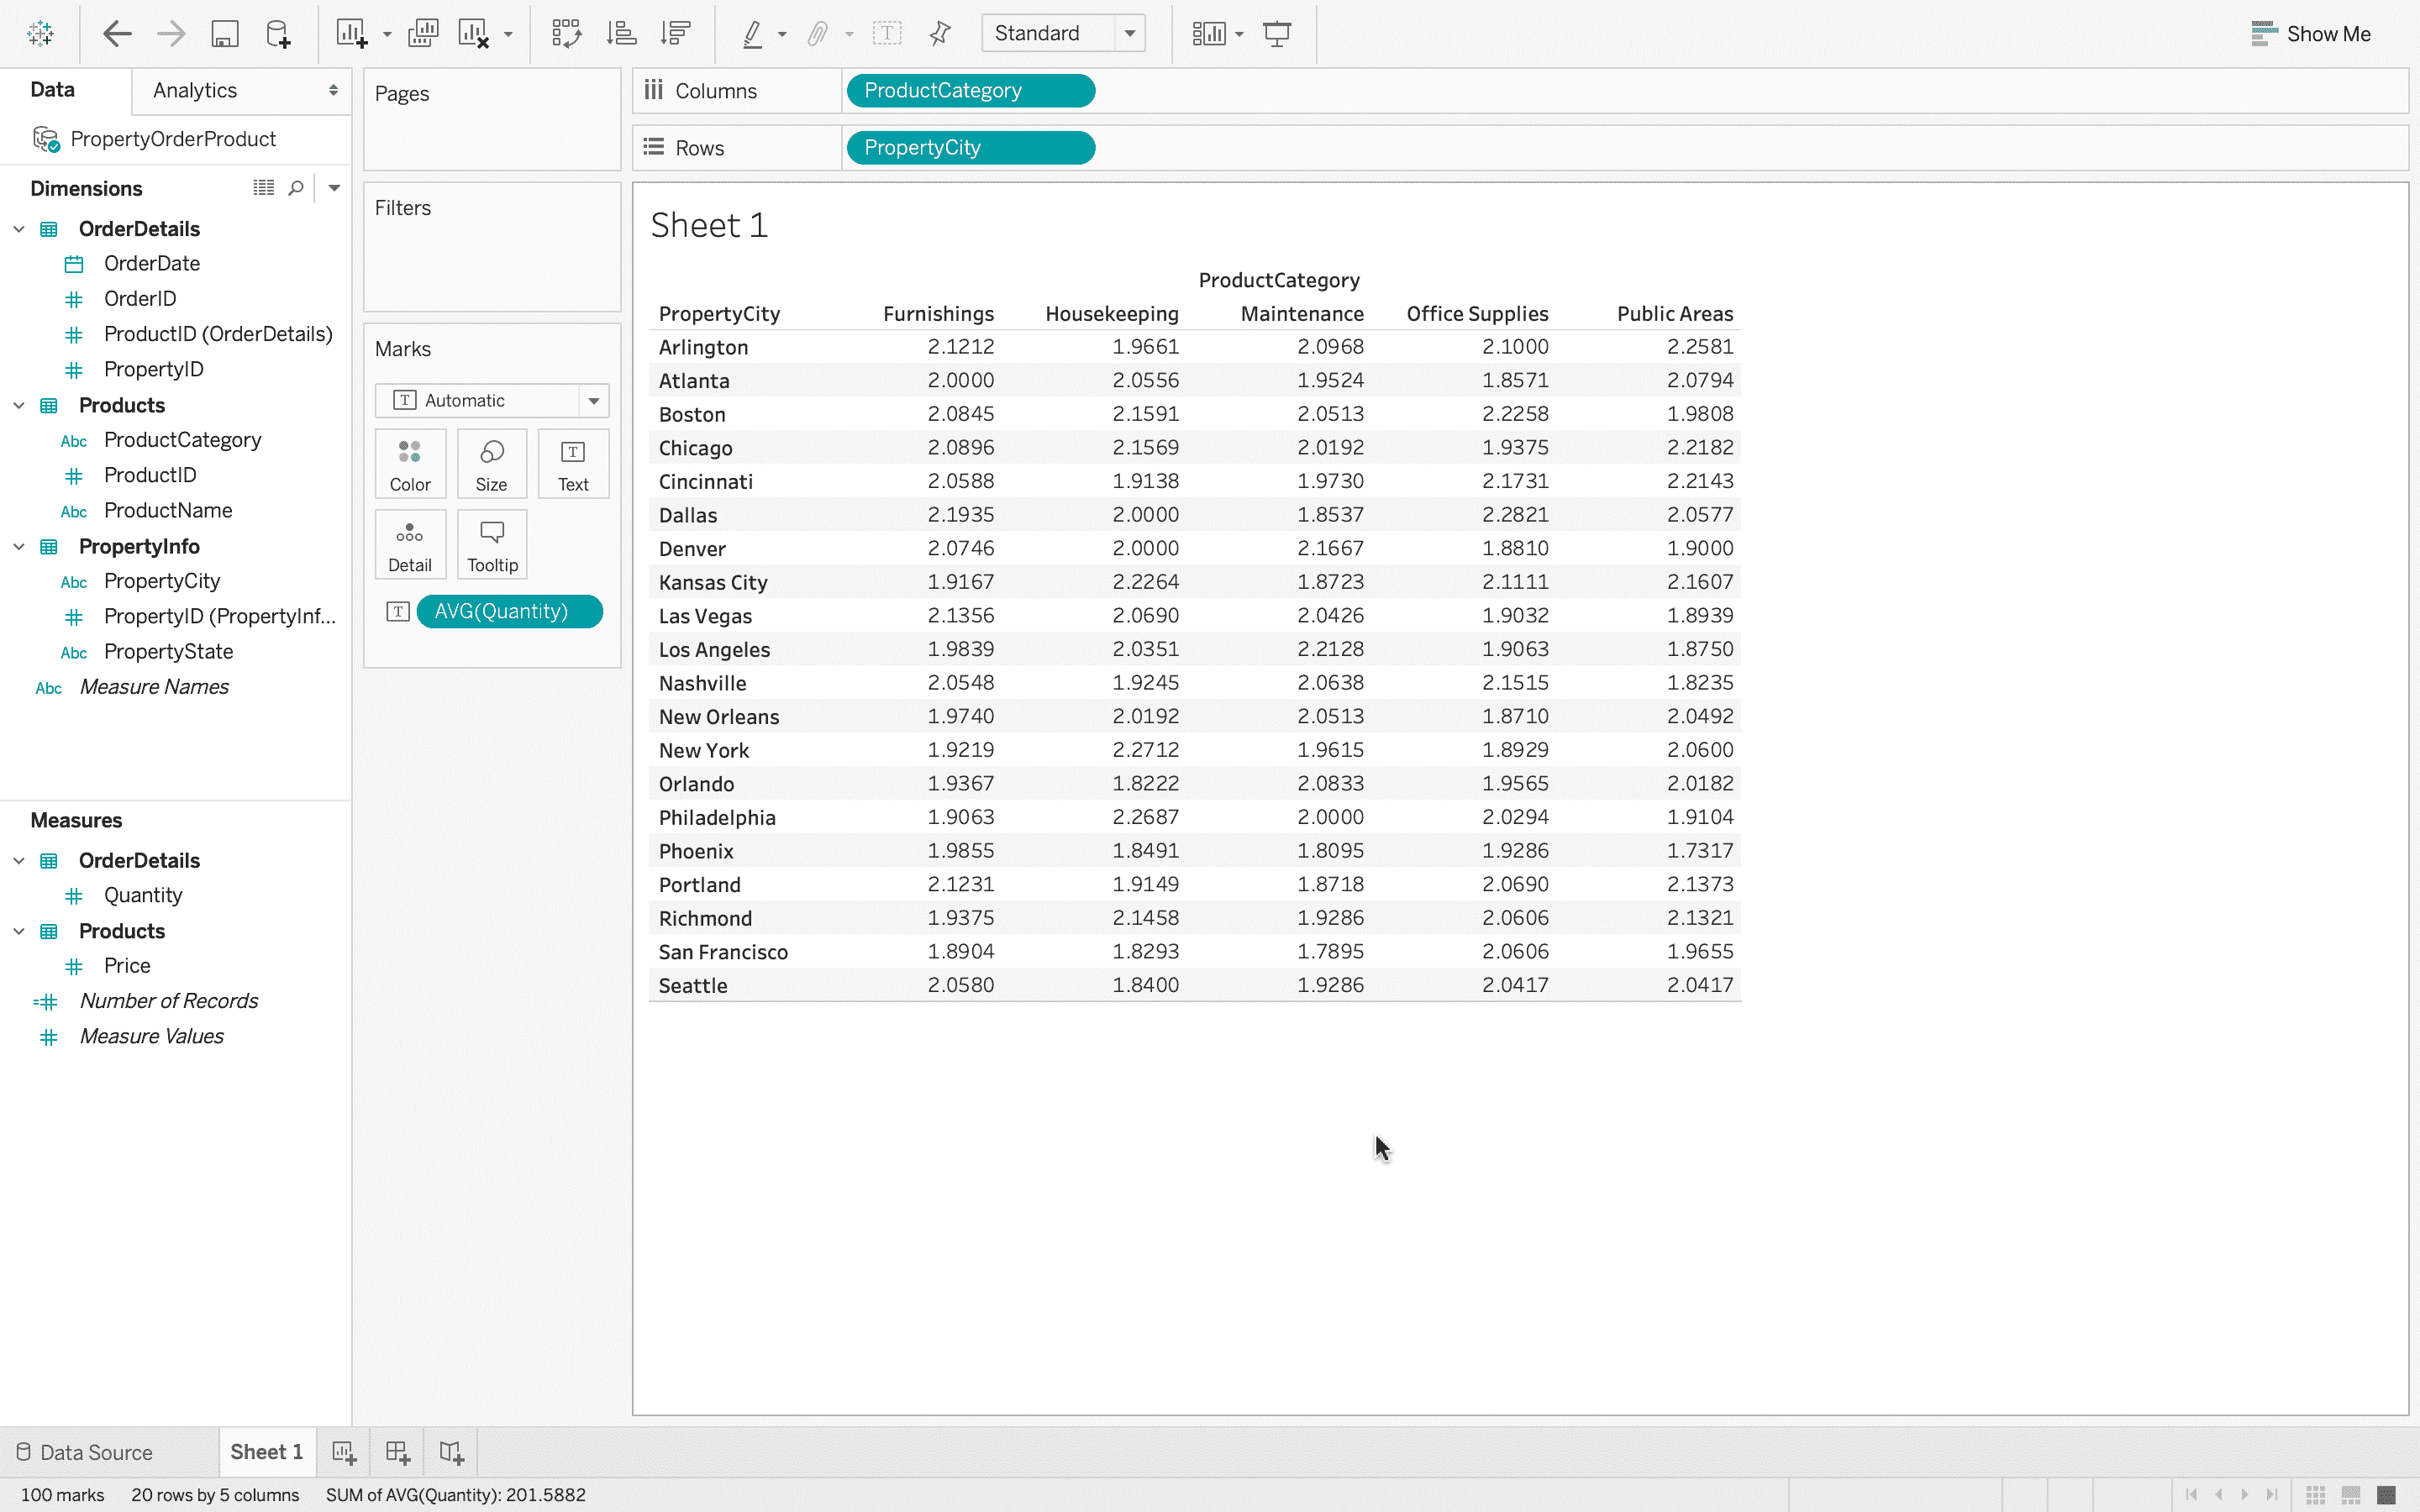 Standard
Show Me
Data
Analytics
PropertyOrderProduct
Dimensions
OrderDetails
OrderDate
OrderID
ProductID (OrderDetails)
PropertyID
Products
Abc ProductCategory
ProductID
Abc ProductName
PropertyInfo
Abc PropertyCity
PropertyID (PropertyInf...
Abc PropertyState
Abc Measure Names
Measures
OrderDetails
Quantity
Products
Price
Number of Records
Measure Values
Pages
Filters
Marks
T Automatic
Color Size T Text
Detail Tooltip
T AVG(Quantity)
Columns ProductCategory
Rows PropertyCity
Sheet 1
ProductCategory
PropertyCity Furnishings Housekeeping Maintenance Office Supplies Public Areas
Arlington 2.1212 1.9661 2.0968 2.1000 2.2581
Atlanta 2.0000 2.0556 1.9524 1.8571 2.0794
Boston 2.0845 2.1591 2.0513 2.2258 1.9808
Chicago 2.0896 2.1569 2.0192 1.9375 2.2182
Cincinnati 2.0588 1.9138 1.9730 2.1731 2.2143
Dallas 2.1935 2.0000 1.8537 2.2821 2.0577
Denver 2.0746 2.0000 2.1667 1.8810 1.9000
Kansas City 1.9167 2.2264 1.8723 2.1111 2.1607
Las Vegas 2.1356 2.0690 2.0426 1.9032 1.8939
Los Angeles 1.9839 2.0351 2.2128 1.9063 1.8750
Nashville 2.0548 1.9245 2.0638 2.1515 1.8235
New Orleans 1.9740 2.0192 2.0513 1.8710 2.0492
New York 1.9219 2.2712 1.9615 1.8929 2.0600
Orlando 1.9367 1.8222 2.0833 1.9565 2.0182
Philadelphia 1.9063 2.2687 2.0000 2.0294 1.9104
Phoenix 1.9855 1.8491 1.8095 1.9286 1.7317
Portland 2.1231 1.9149 1.8718 2.0690 2.1373
Richmond 1.9375 2.1458 1.9286 2.0606 2.1321
San Francisco 1.8904 1.8293 1.7895 2.0606 1.9655
Seattle 2.0580 1.8400 1.9286 2.0417 2.0417
Data Source
Sheet 1
100 marks 20 rows by 5 columns SUM of AVG(Quantity): 201.5882